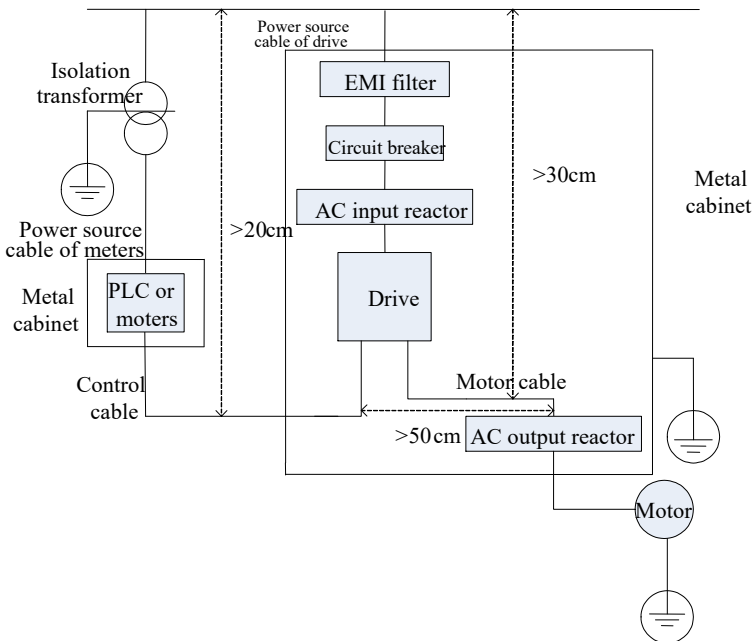 Power source
cable of drive
Isolation
transformer
EMI filter
Circuit breaker
>30cm
Metal
cabinet
AC input reactor
>20cm
Power source
cable of meters
PLC or
moters
Metal
cabinet
Drive
Control
cable
Motor cable
>50cm
AC output reactor
Motor